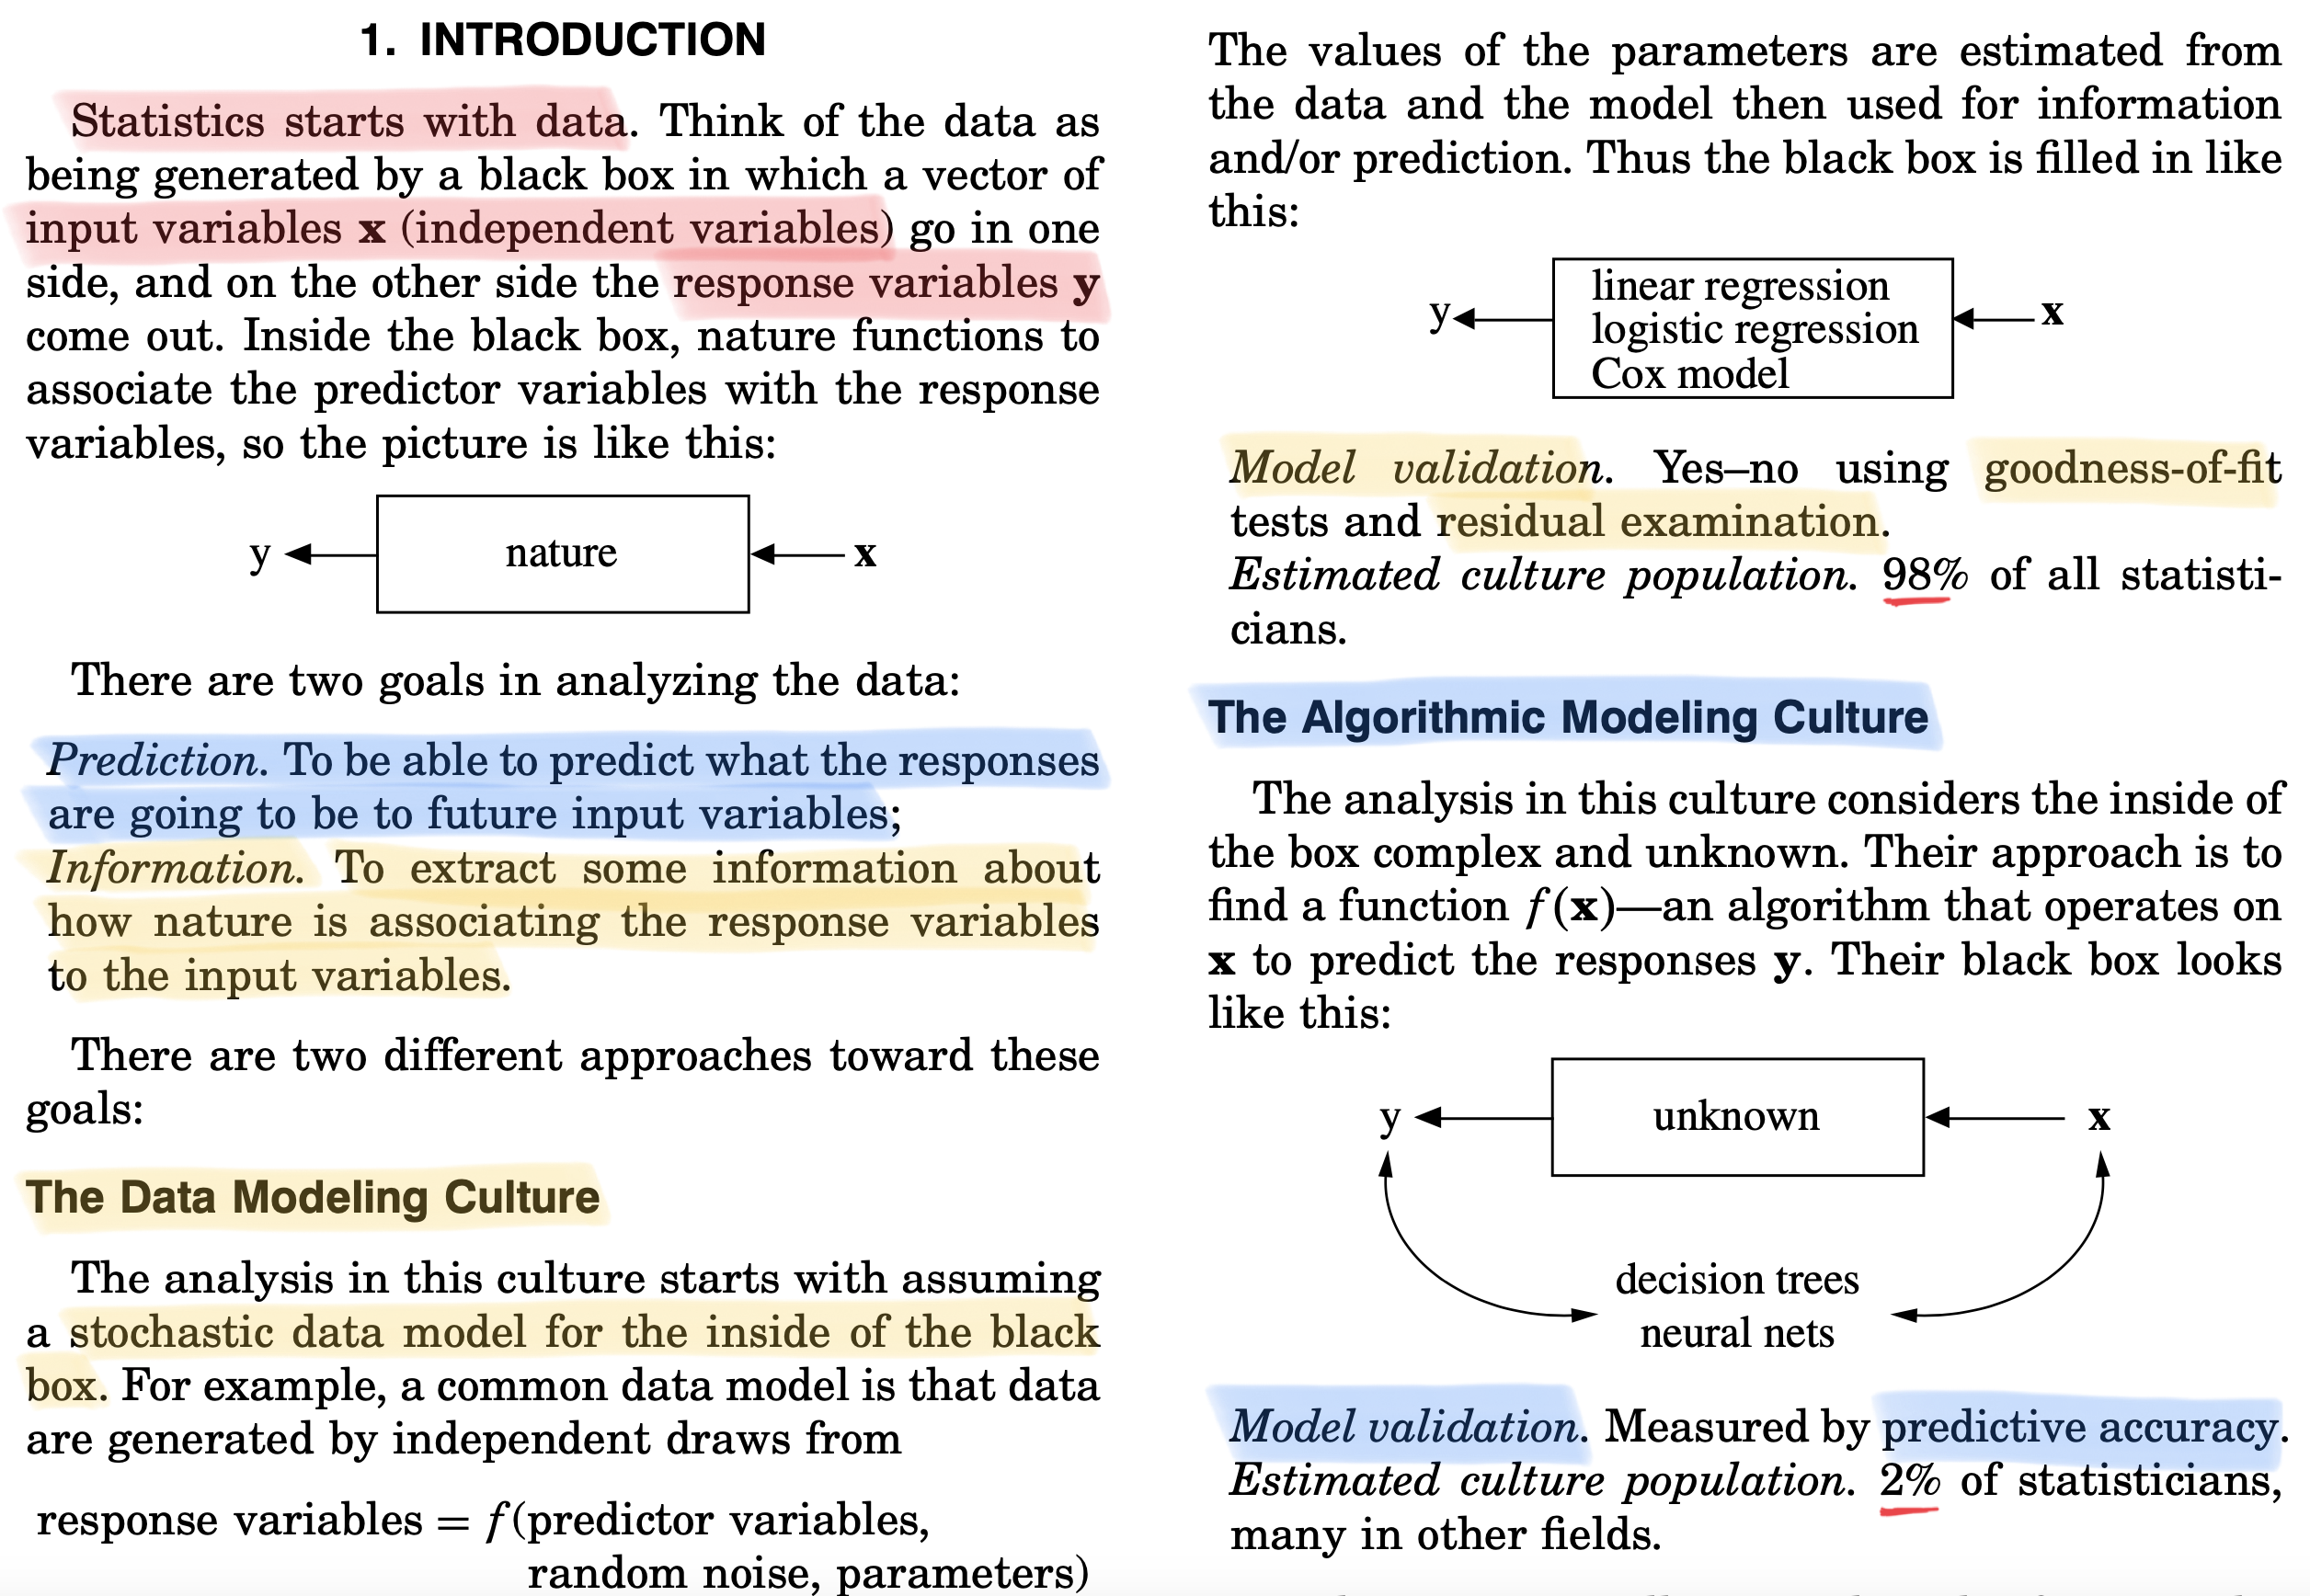 1. INTRODUCTION
Statistics starts with data. Think of the data as
being generated by a black box in which a vector of
input variables x (independent variables) go in one
side, and on the other side the response variables y
come out. Inside the black box, nature functions to
associate the predictor variables with the response
variables, so the picture is like this:
y nature x
There are two goals in analyzing the data:
Prediction. To be able to predict what the responses
are going to be to future input variables;
Information. To extract some information about
how nature is associating the response variables
to the input variables.
There are two different approaches toward these
goals:
The Data Modeling Culture
The analysis in this culture starts with assuming
a stochastic data model for the inside of the black
box. For example, a common data model is that data
are generated by independent draws from
response variables = f(predictor variables,
random noise, parameters)
The values of the parameters are estimated from
the data and the model then used for information
and/or prediction. Thus the black box is filled in like
this:
linear regression
y logistic regression x
Cox model
Model validation. Yes–no using goodness-of-fit
tests and residual examination.
Estimated culture population. 98% of all statisti-
cians.
The Algorithmic Modeling Culture
The analysis in this culture considers the inside of
the box complex and unknown. Their approach is to
find a function f(x)—an algorithm that operates on
x to predict the responses y. Their black box looks
like this:
y unknown x
decision trees
neural nets
Model validation. Measured by predictive accuracy.
Estimated culture population. 2% of statisticians,
many in other fields.